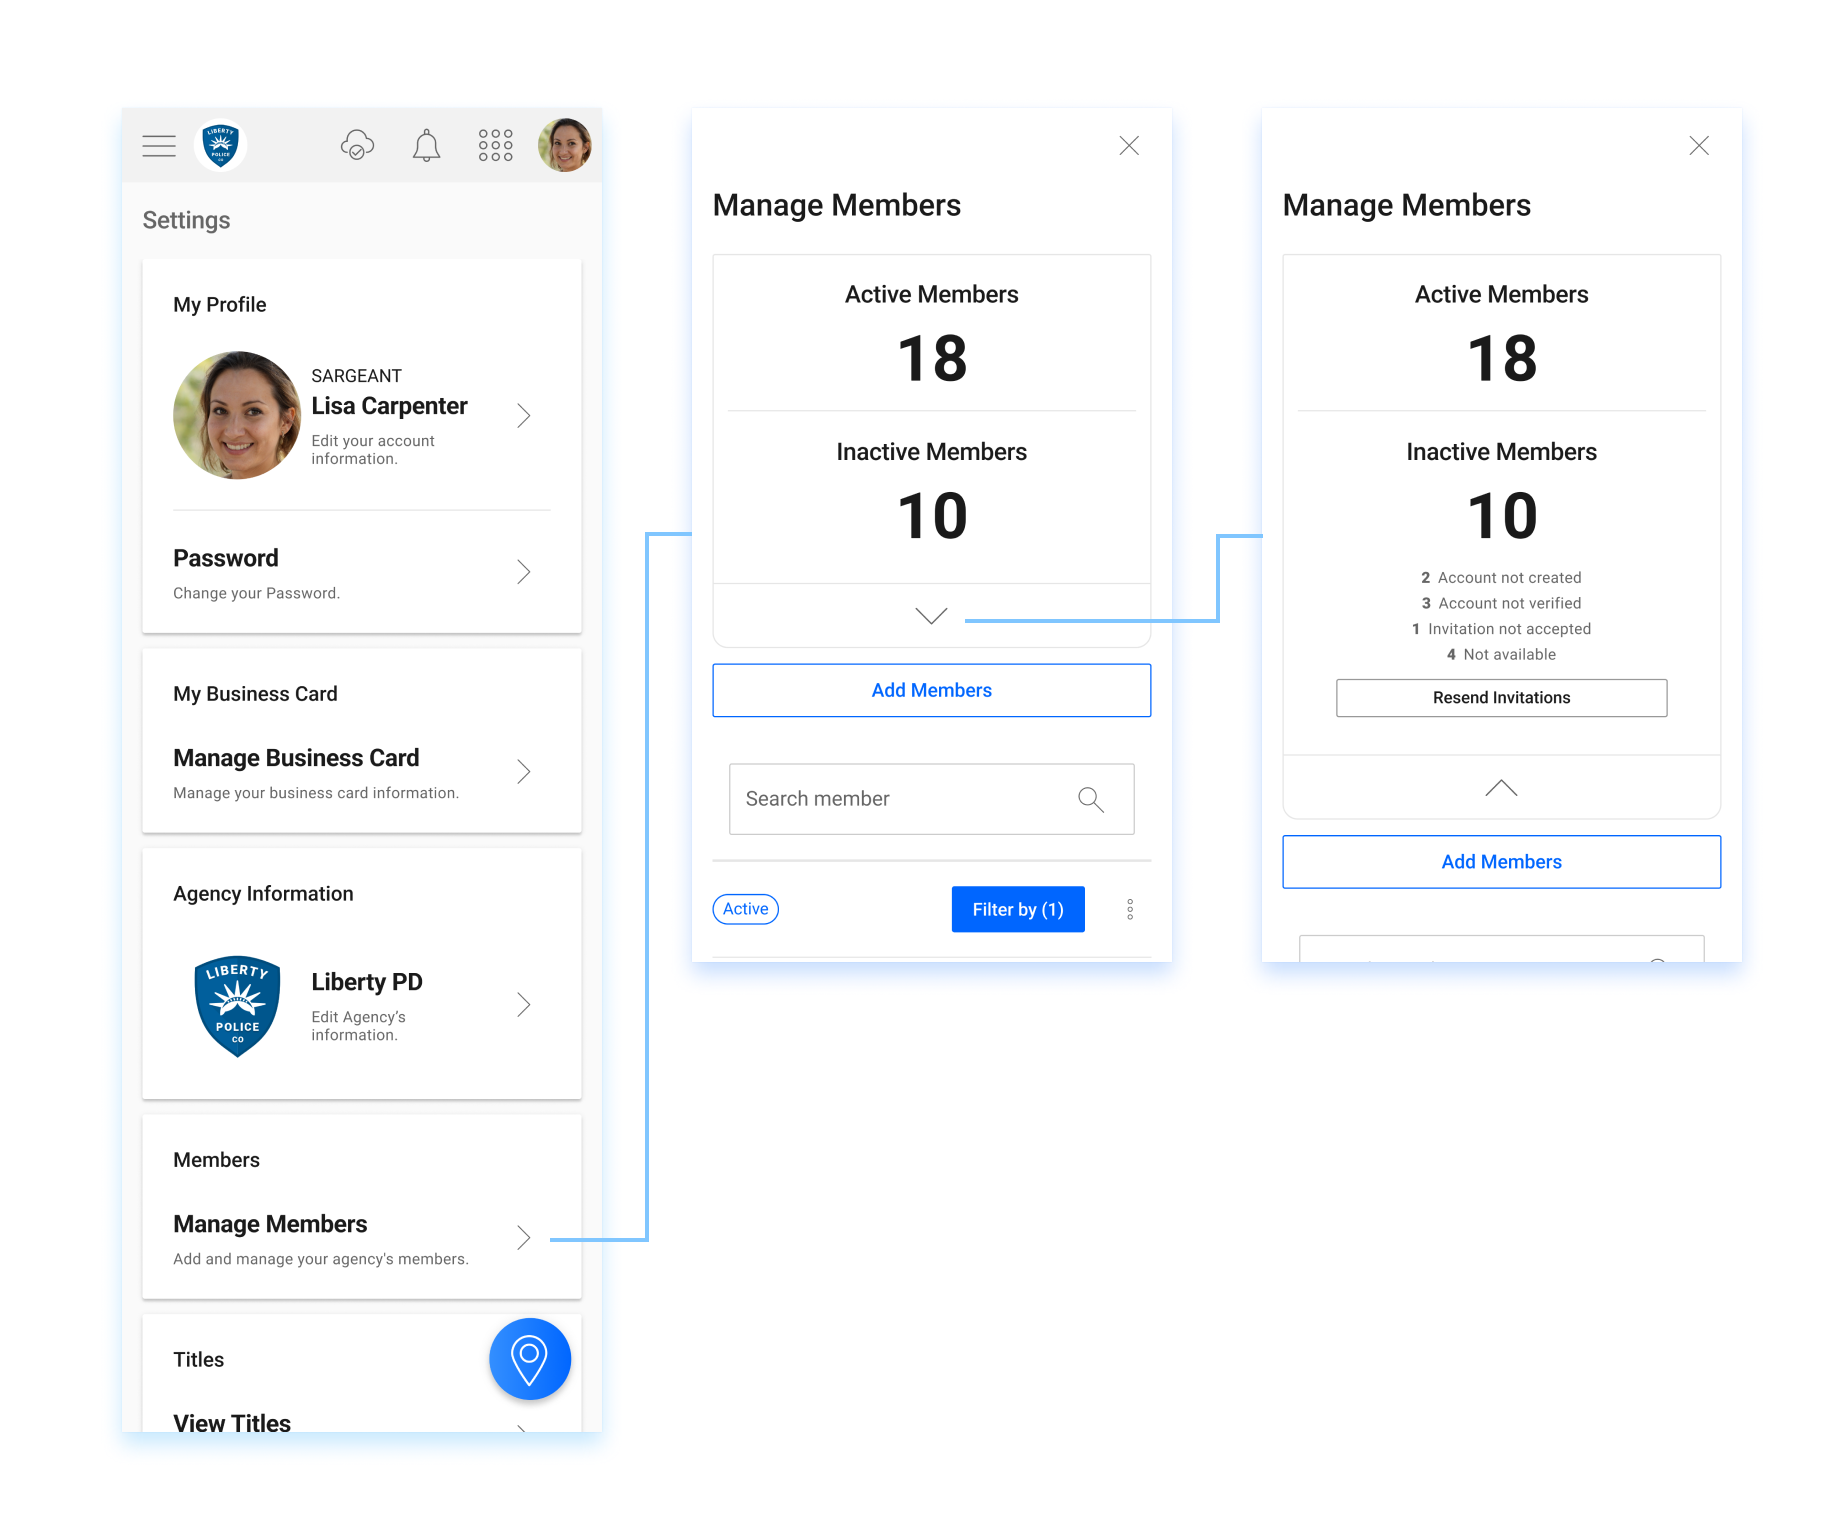 LIBERTY
POLICE
CO
Settings
My Profile
SARGEANT
Lisa Carpenter
Edit your account
information.
Password
Change your Password.
My Business Card
Manage Business Card
Manage your business card information.
Agency Information
LIBERTY
POLICE
CO
Liberty PD
Edit Agency’s
information.
Members
Manage Members
Add and manage your agency's members.
Titles
View Titles
Manage Members
Active Members
18
Inactive Members
10
Add Members
Search member
Active
Filter by (1)
Manage Members
Active Members
18
Inactive Members
10
2 Account not created
3 Account not verified
1 Invitation not accepted
4 Not available
Resend Invitations
Add Members